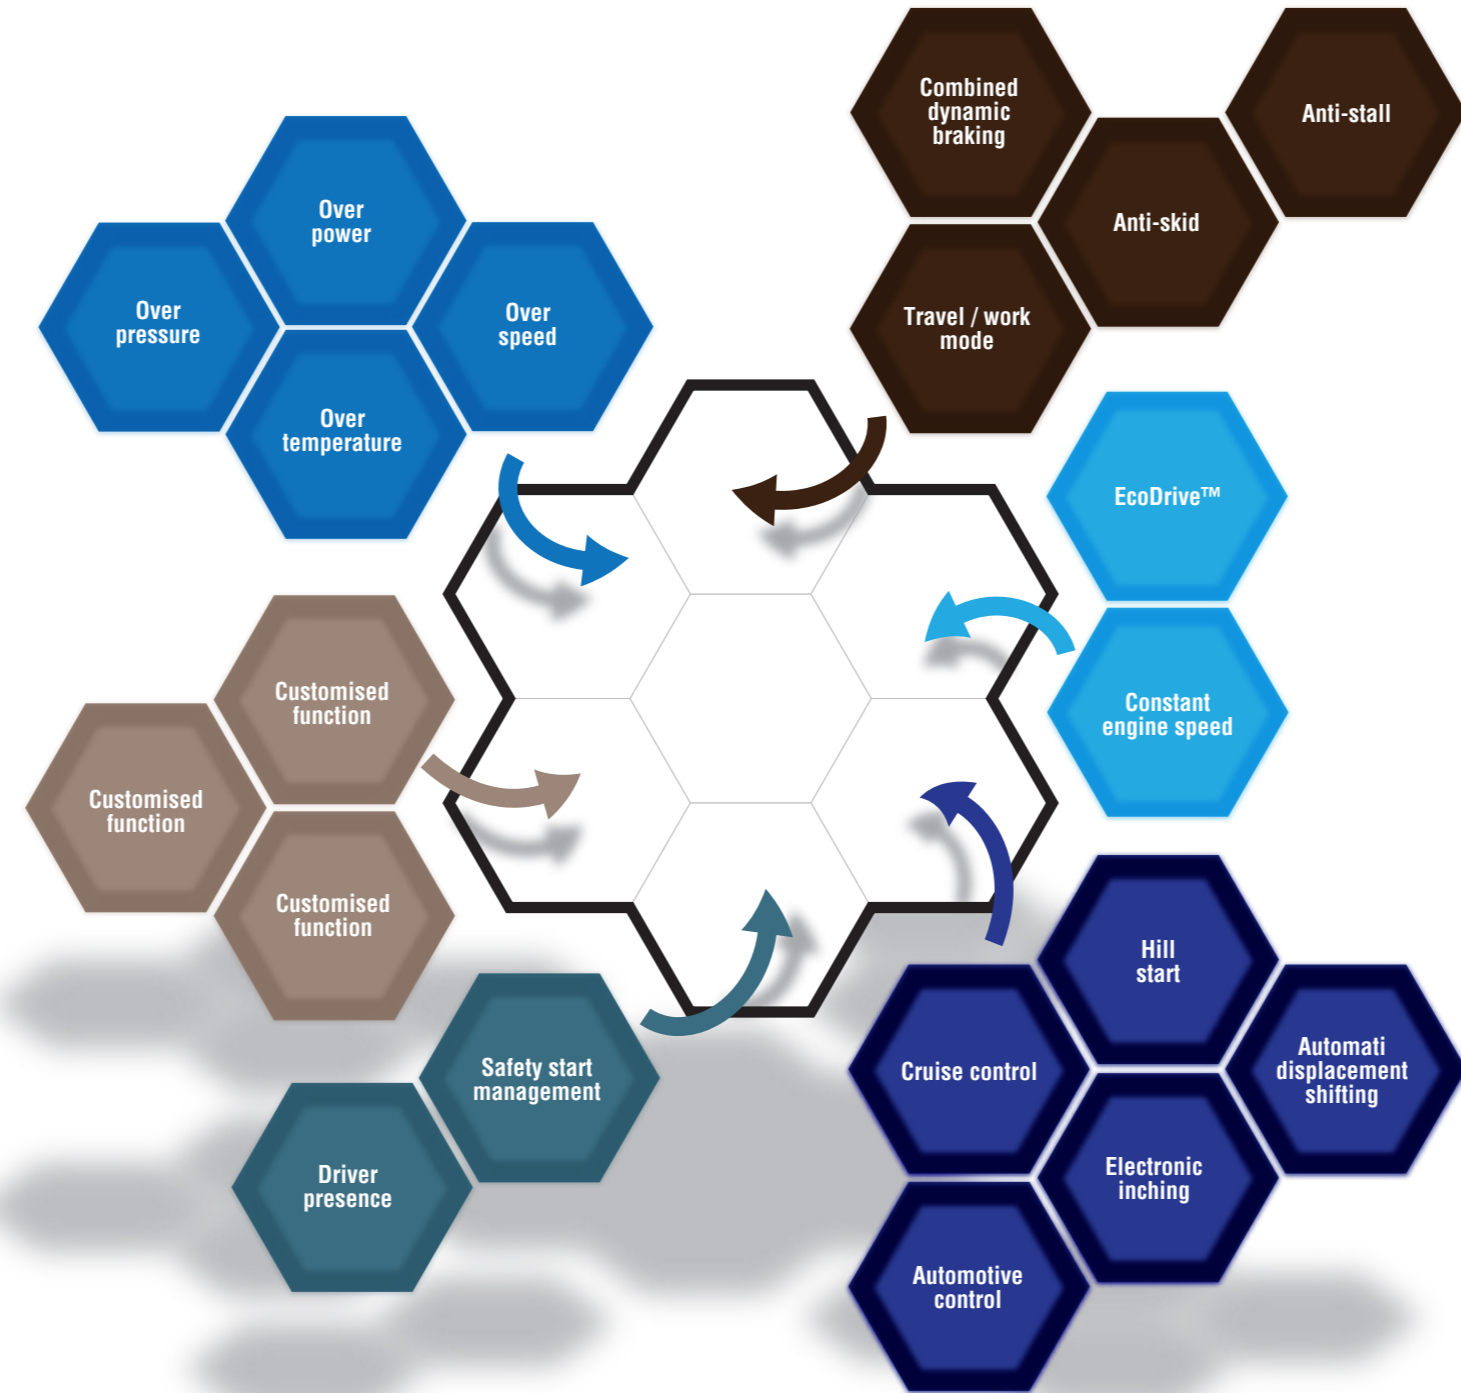 Combined
dynamic
braking
Anti-stall
Anti-skid
Travel / work
mode
Over
power
Over
pressure
Over
speed
Over
temperature
EcoDrive™
Constant
engine speed
Customised
function
Customised
function
Customised
function
Safety start
management
Driver
presence
Hill
start
Cruise control
Automati
displacement
shifting
Electronic
inching
Automotive
control